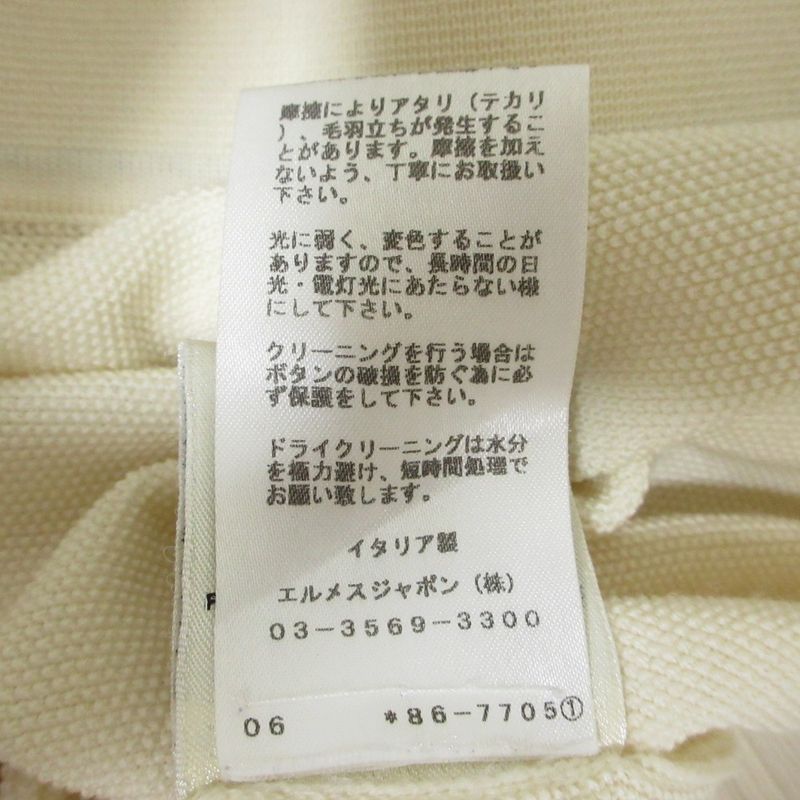 摩擦によりアタリ（テカリ
）、毛羽立ちが発生するこ
とがあります。摩擦を加え
ないよう、丁寧にお取扱い
下さい。
光に弱く、変色することが
ありますので、長時間の日
光・電灯光にあたらない様
にして下さい。
クリーニングを行う場合は
ボタンの破損を防ぐ為に必
ず保護をして下さい。
ドライクリーニングは水分
を極力避け、短時間処理で
お願い致します。
イタリア製
エルメスジャポン（株）
03-3569-3300
06 *86-7705①